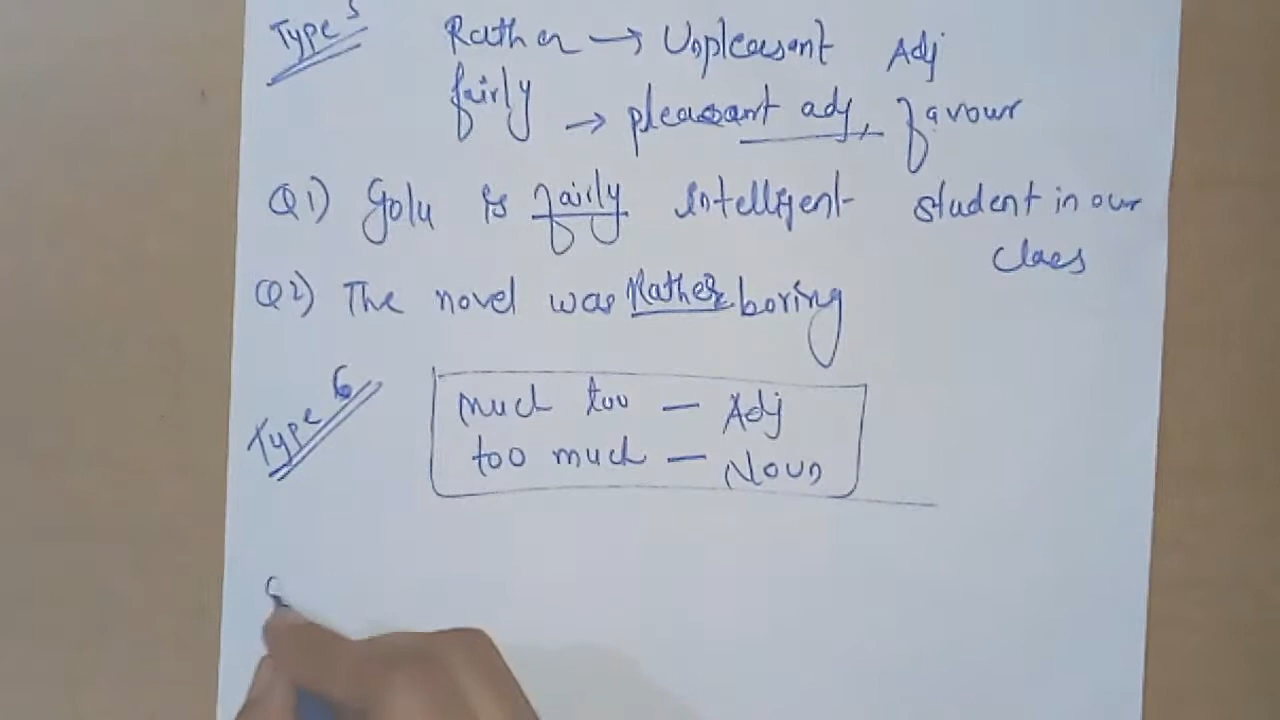 Type 5 Rather → Unpleasant Adj
fairly → pleasant adj, favour
Q1) Golu is fairly intelligent student in our
class
Q2) The novel was Rather boring
Type 6
much too — Adj
too much — Noun